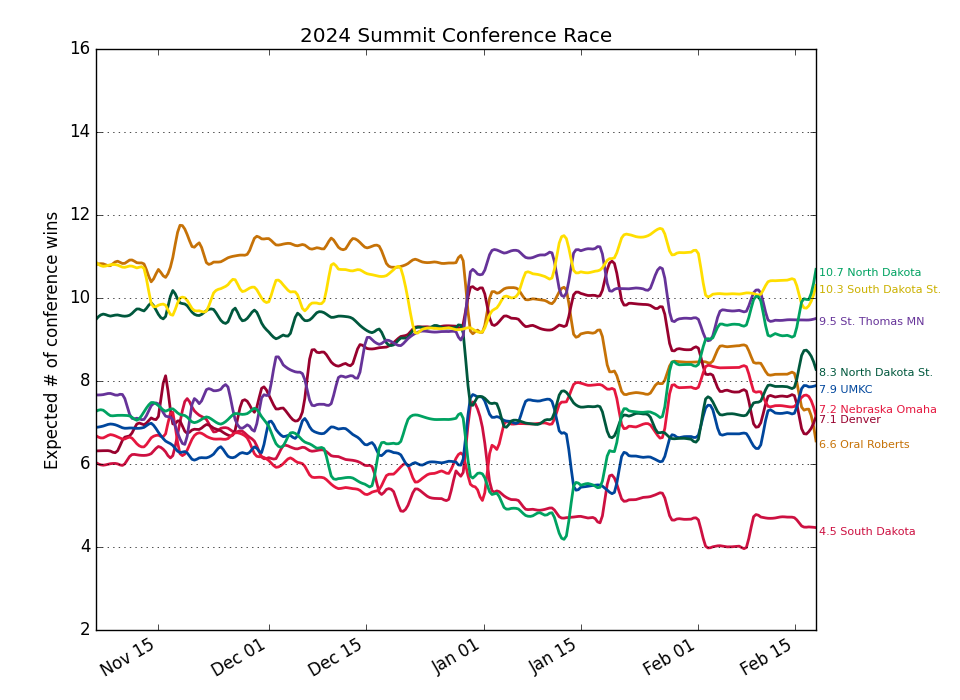 2024 Summit Conference Race
Expected # of conference wins
16
14
12
10
8
6
4
2
10.7 North Dakota
10.3 South Dakota St.
9.5 St. Thomas MN
8.3 North Dakota St.
7.9 UMKC
7.2 Nebraska Omaha
7.1 Denver
6.6 Oral Roberts
4.5 South Dakota
Nov 15
Dec 01
Dec 15
Jan 01
Jan 15
Feb 01
Feb 15